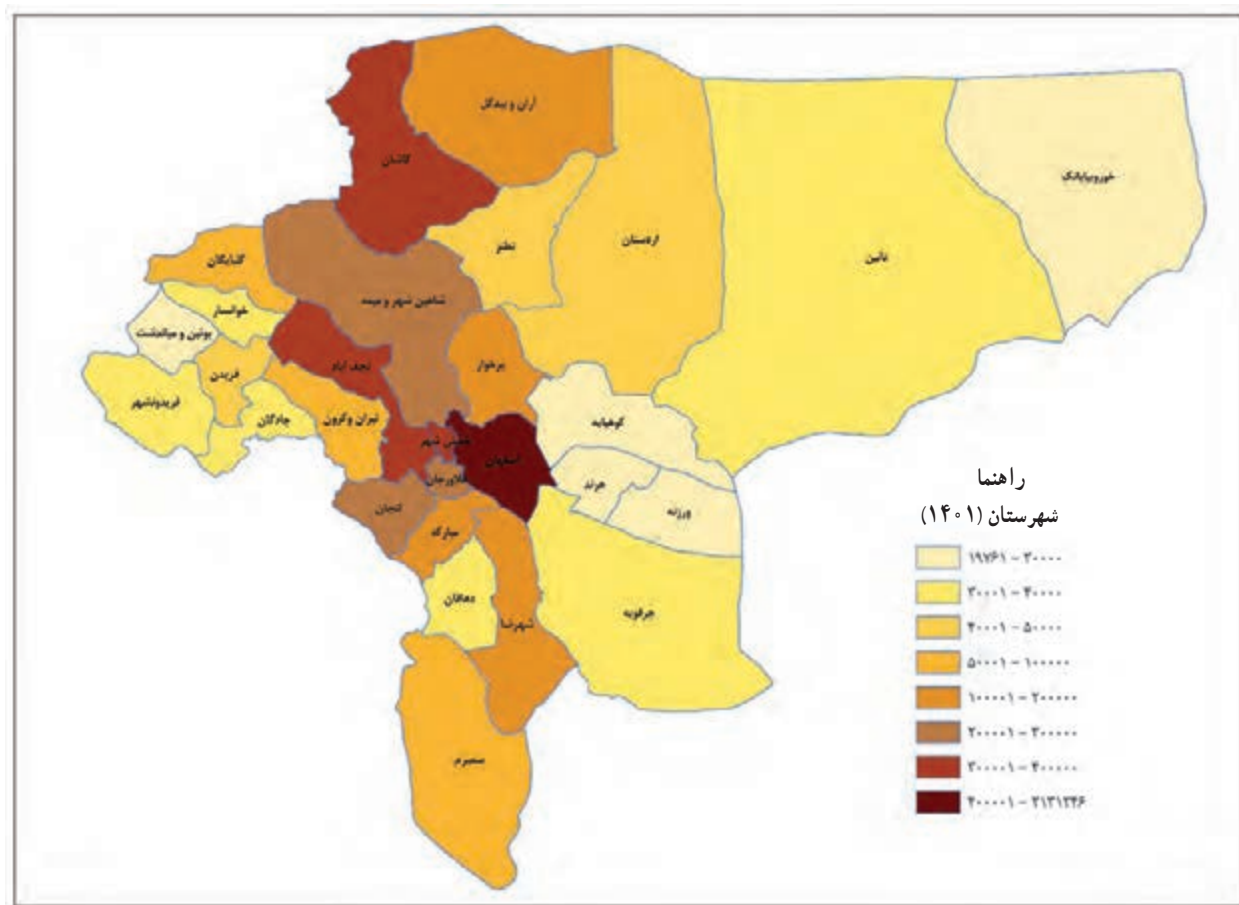 آران و بیدگل
کاشان
خوروبیابانک
نطنز
اردستان
نائین
گلپایگان
شاهین شهر و میمه
خوانسار
بوئین و میاندشت
نجف آباد
برخوار
فریدن
فریدونشهر
چادگان
تیران وکرون
کوهپایه
خمینی شهر
اصفهان
فلاورجان
هرند
ورزنه
لنجان
مبارکه
دهاقان
شهرضا
جرقویه
سمیرم
راهنما
شهرستان (۱۴۰۱)
۱۹۷۶۱ – ۳۰۰۰۰
۳۰۰۰۱ – ۴۰۰۰۰
۴۰۰۰۱ – ۵۰۰۰۰
۵۰۰۰۱ – ۱۰۰۰۰۰
۱۰۰۰۰۱ – ۲۰۰۰۰۰
۲۰۰۰۰۱ – ۳۰۰۰۰۰
۳۰۰۰۰۱ – ۴۰۰۰۰۰
۴۰۰۰۰۱ – ۲۱۳۱۲۴۶